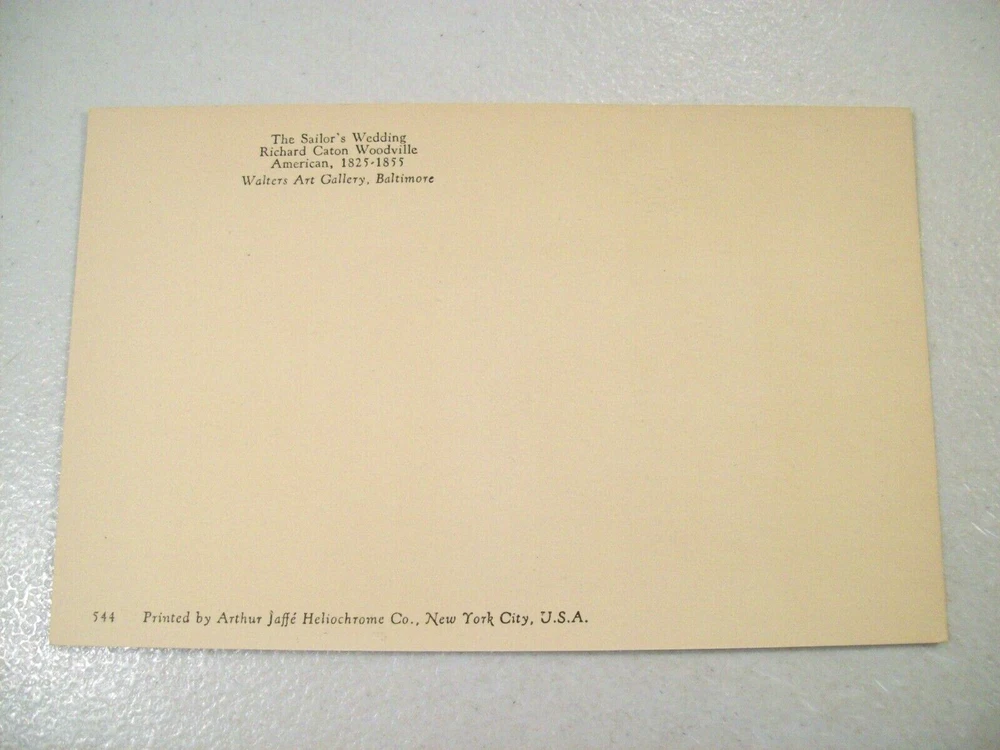 The Sailor's Wedding
Richard Caton Woodville
American, 1825-1855
Walters Art Gallery, Baltimore
544 Printed by Arthur Jaffé Heliochrome Co., New York City, U.S.A.